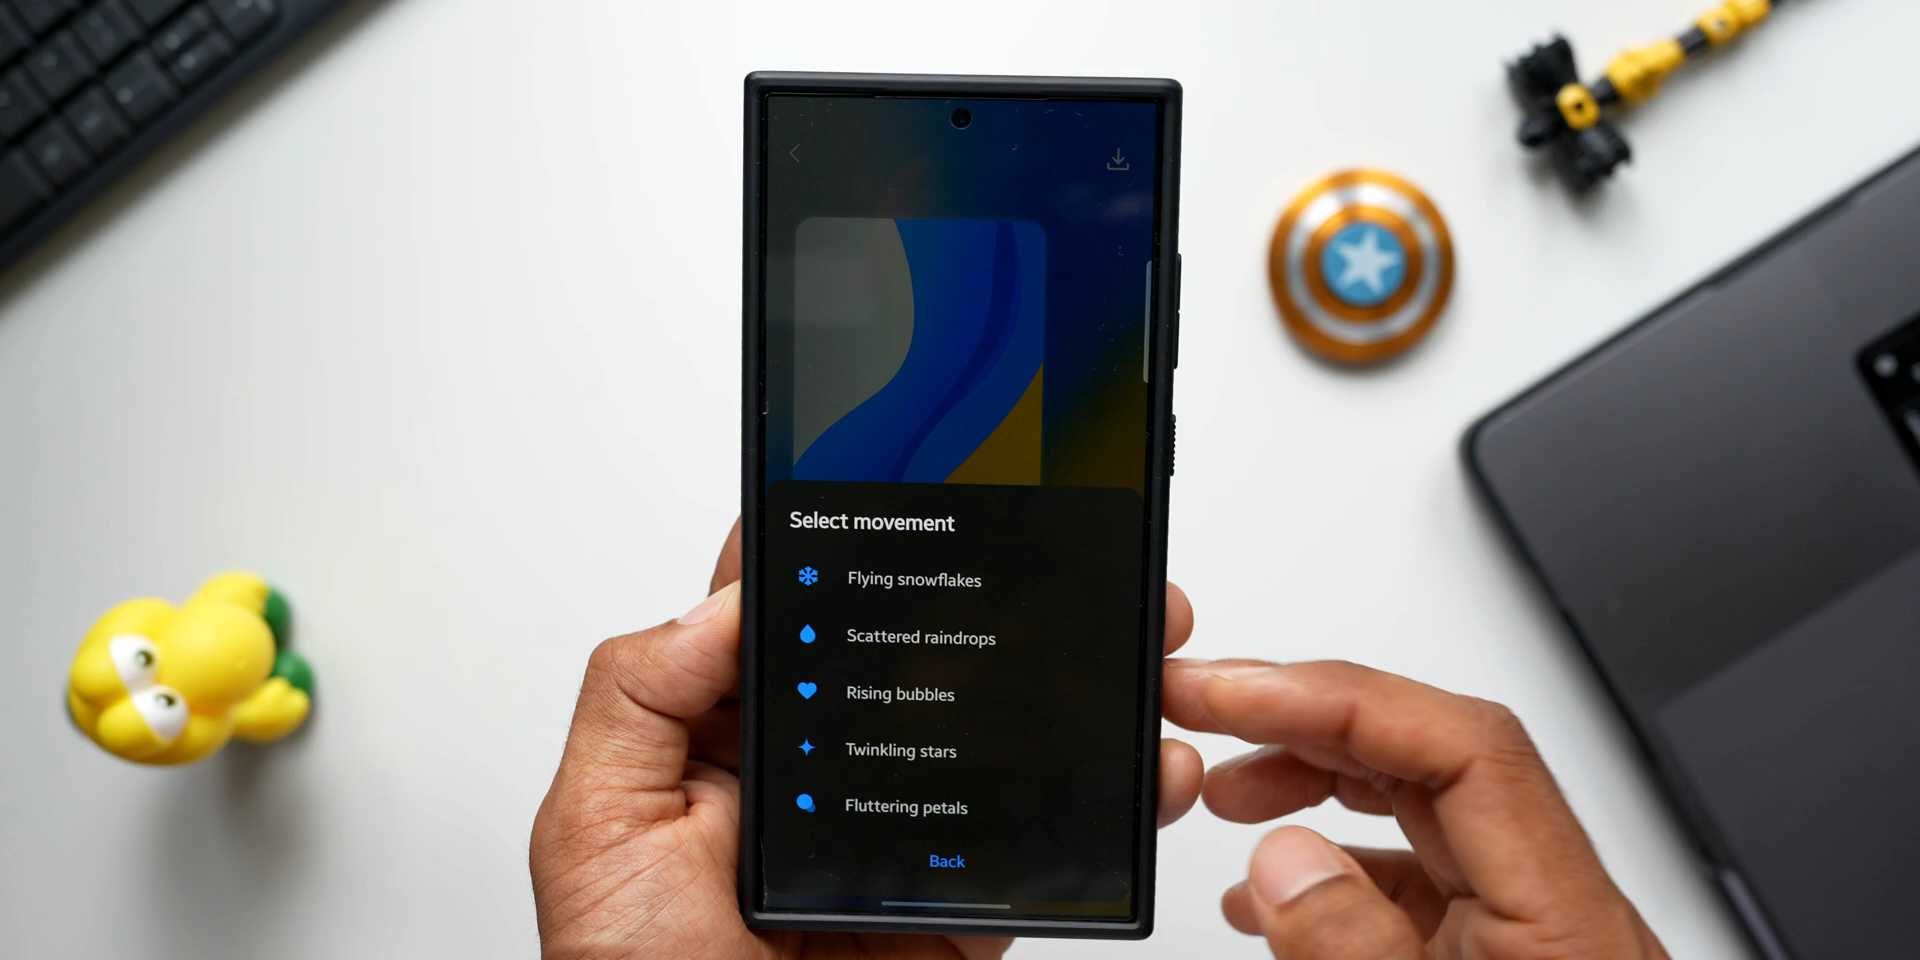 Select movement
Flying snowflakes
Scattered raindrops
Rising bubbles
Twinkling stars
Fluttering petals
Back